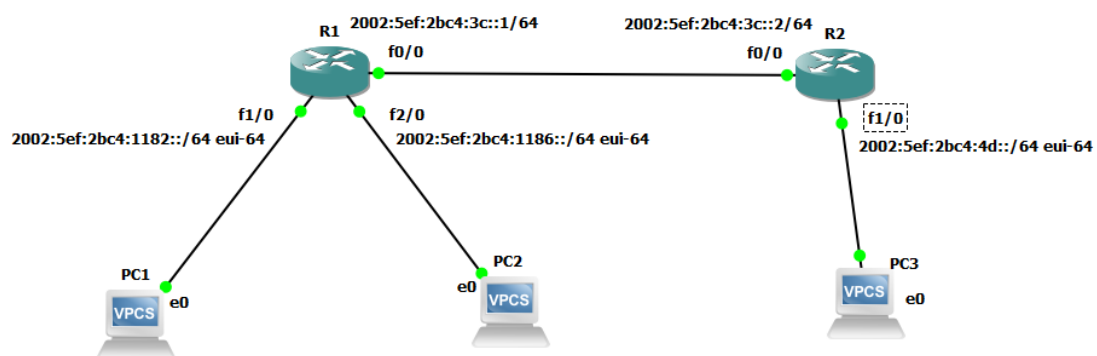 2002:5ef:2bc4:3c::1/64
2002:5ef:2bc4:3c::2/64
R1
R2
f0/0
f0/0
f1/0
f2/0
f1/0
2002:5ef:2bc4:1182::/64 eui-64
2002:5ef:2bc4:1186::/64 eui-64
2002:5ef:2bc4:4d::/64 eui-64
PC1
PC2
PC3
e0
e0
e0
VPCS
VPCS
VPCS